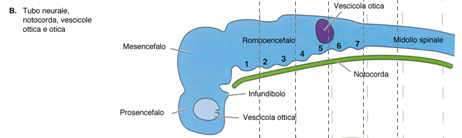 B. Tubo neurale,
notocorda, vescicole
ottica e otica
Vescicola otica
Mesencefalo
Romboencefalo
Midollo spinale
1 2 3 4 5 6 7
Notocorda
Infundibolo
Prosencefalo
Vescicola ottica